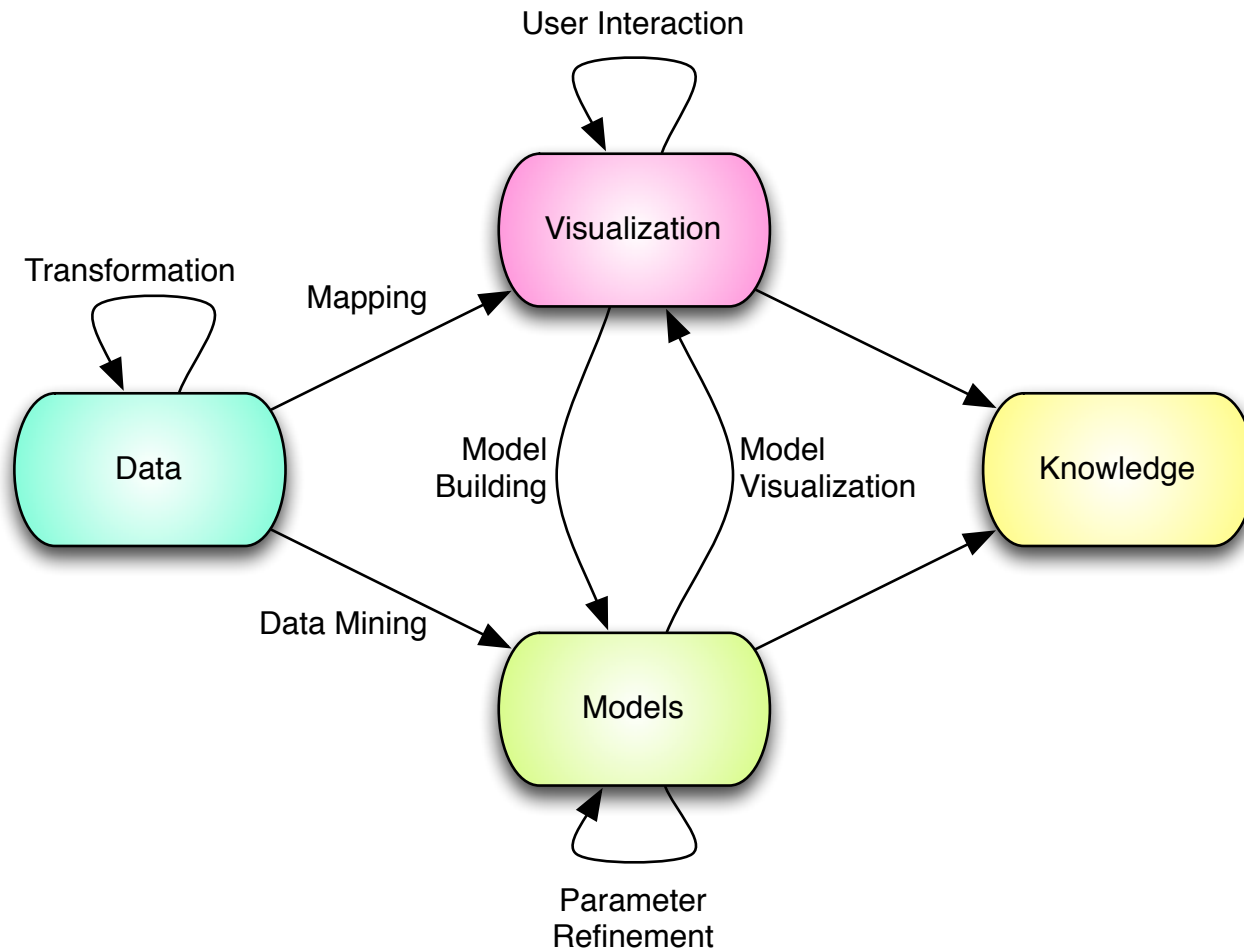 User Interaction
Visualization
Transformation
Mapping
Data
Model
Building
Model
Visualization
Knowledge
Data Mining
Models
Parameter
Refinement